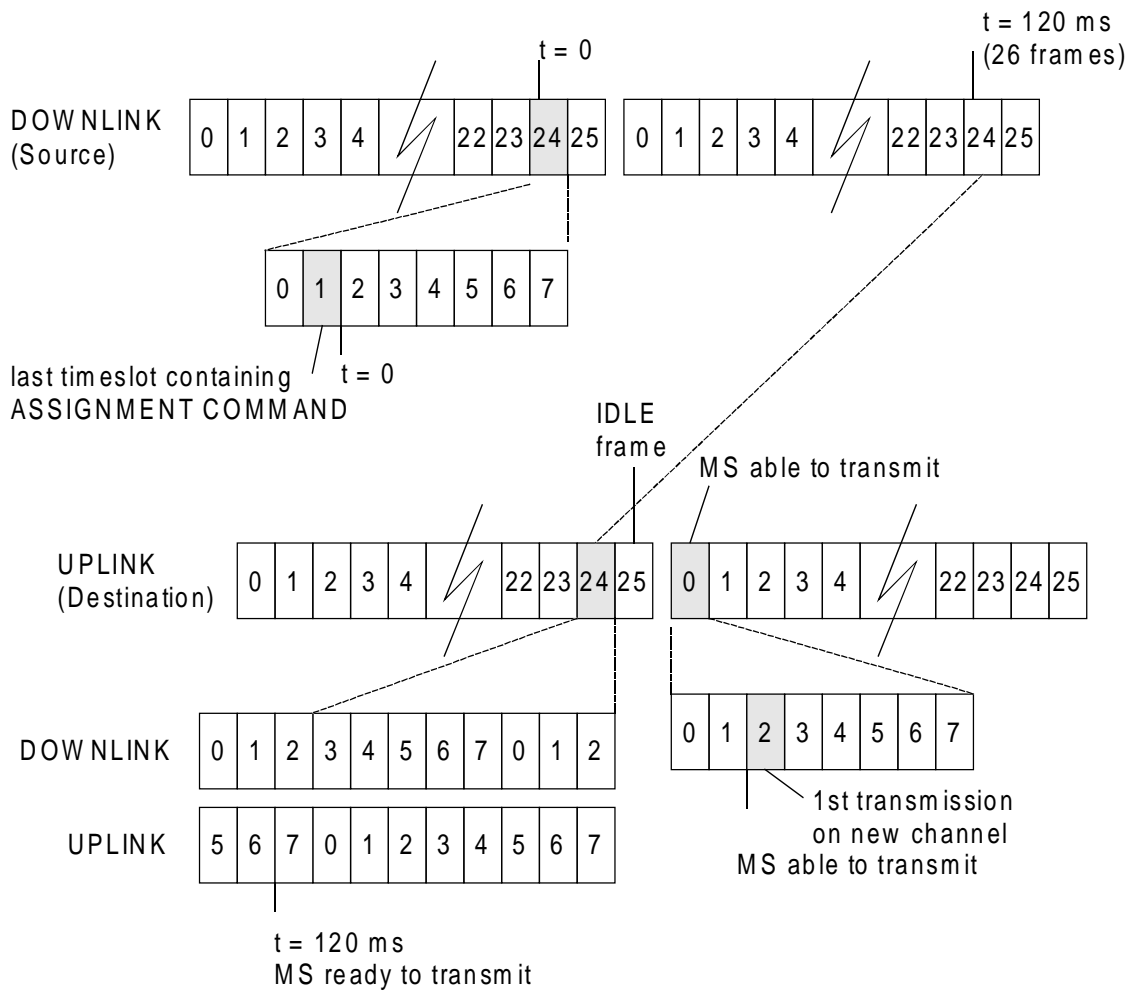 t = 120 ms
t = 0
(26 frames)
DOWNLINK
(Source)
0 1 2 3 4 22 23 24 25
0 1 2 3 4 22 23 24 25
0 1 2 3 4 5 6 7
last timeslot containing
ASSIGNMENT COMMAND
t = 0
IDLE
frame
MS able to transmit
UPLINK
(Destination)
0 1 2 3 4 22 23 24 25
0 1 2 3 4 22 23 24 25
DOWNLINK
0 1 2 3 4 5 6 7 0 1 2
0 1 2 3 4 5 6 7
1st transmission
on new channel
MS able to transmit
UPLINK
5 6 7 0 1 2 3 4 5 6 7
t = 120 ms
MS ready to transmit